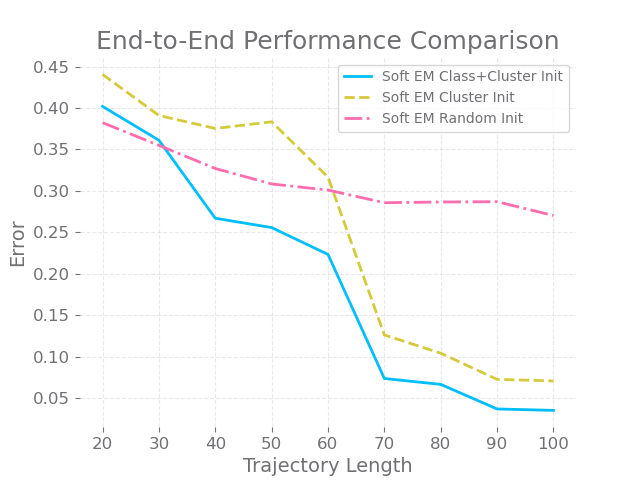 End-to-End Performance Comparison
Soft EM Class+Cluster Init
Soft EM Cluster Init
Soft EM Random Init
Error
0.45
0.40
0.35
0.30
0.25
0.20
0.15
0.10
0.05
20 30 40 50 60 70 80 90 100
Trajectory Length